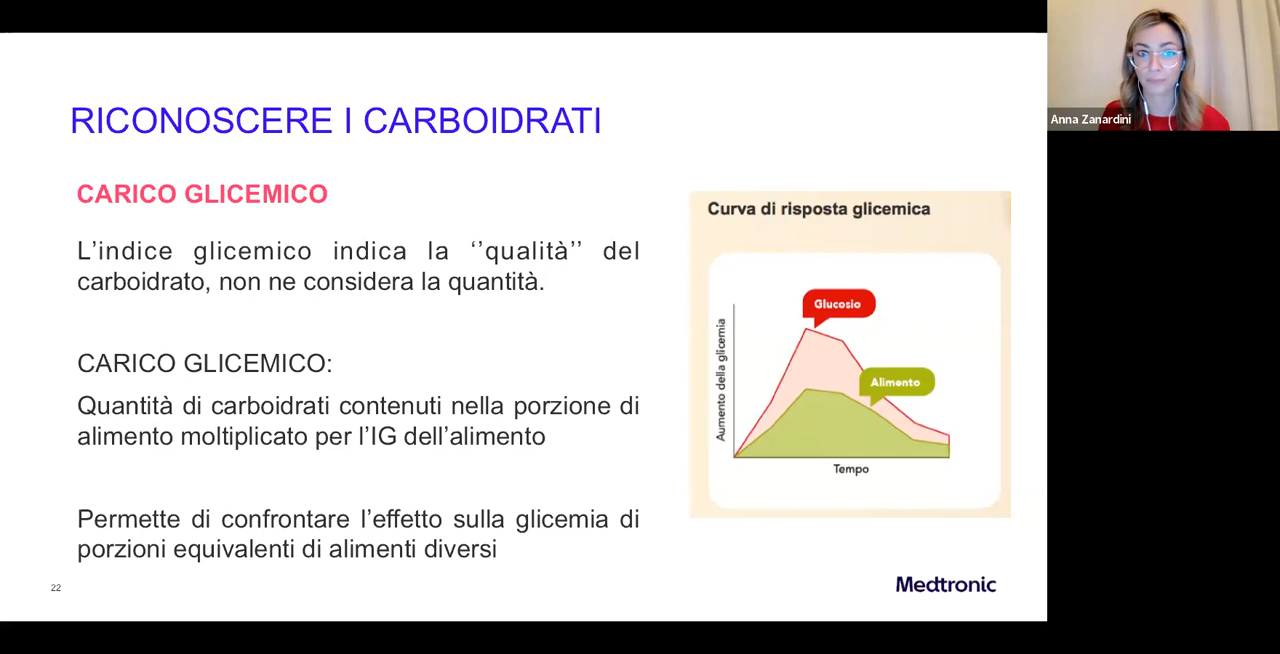 RICONOSCERE I CARBOIDRATI
CARICO GLICEMICO
L’indice glicemico indica la ‘’qualità’’ del
carboidrato, non ne considera la quantità.
CARICO GLICEMICO:
Quantità di carboidrati contenuti nella porzione di
alimento moltiplicato per l’IG dell’alimento
Permette di confrontare l’effetto sulla glicemia di
porzioni equivalenti di alimenti diversi
22
Curva di risposta glicemica
Glucosio
Alimento
Aumento della glicemia
Tempo
Medtronic
Anna Zanardini